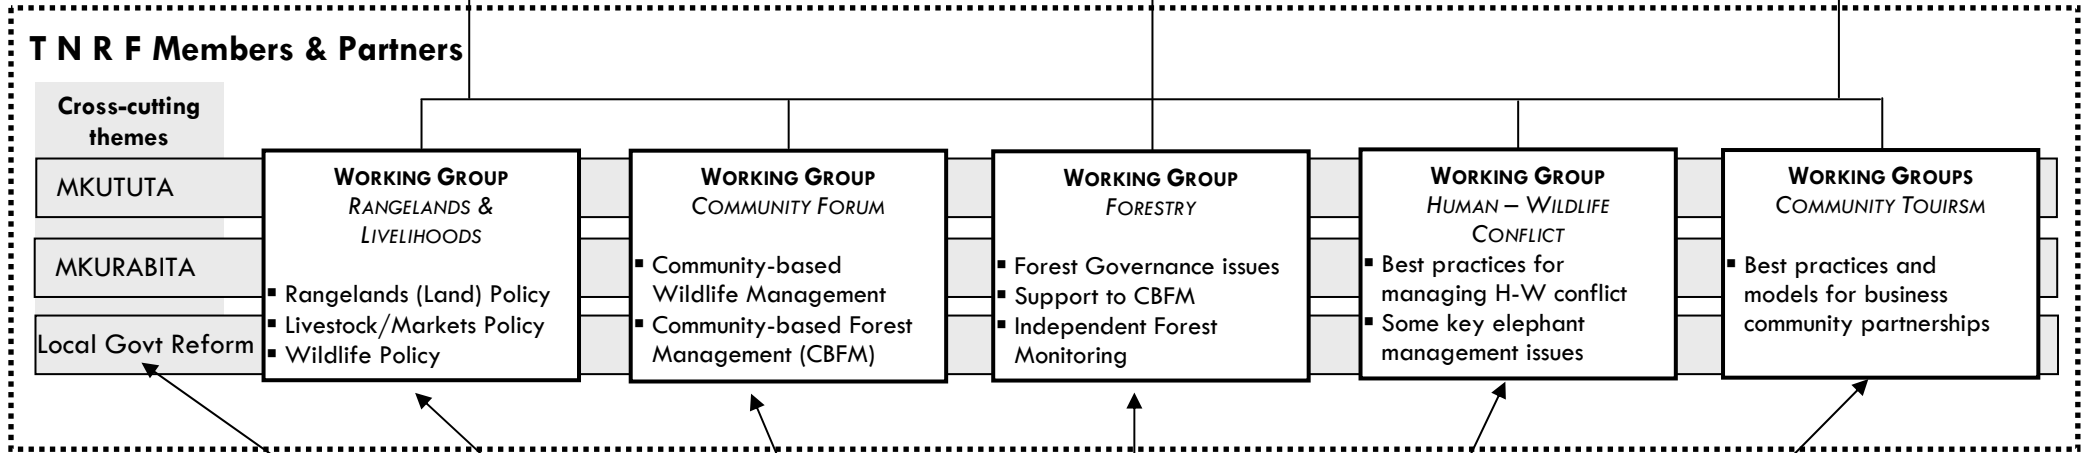 T N R F Members & Partners
Cross-cutting
themes
MKUTUTA
MKURABITA
Local Govt Reform
WORKING GROUP
RANGELANDS &
LIVELIHOODS
▪ Rangelands (Land) Policy
▪ Livestock/Markets Policy
▪ Wildlife Policy
WORKING GROUP
COMMUNITY FORUM
▪ Community-based
Wildlife Management
▪ Community-based Forest
Management (CBFM)
WORKING GROUP
FORESTRY
▪ Forest Governance issues
▪ Support to CBFM
▪ Independent Forest
Monitoring
WORKING GROUP
HUMAN – WILDLIFE
CONFLICT
▪ Best practices for
managing H-W conflict
▪ Some key elephant
management issues
WORKING GROUPS
COMMUNITY TOUIRSM
▪ Best practices and
models for business
community partnerships